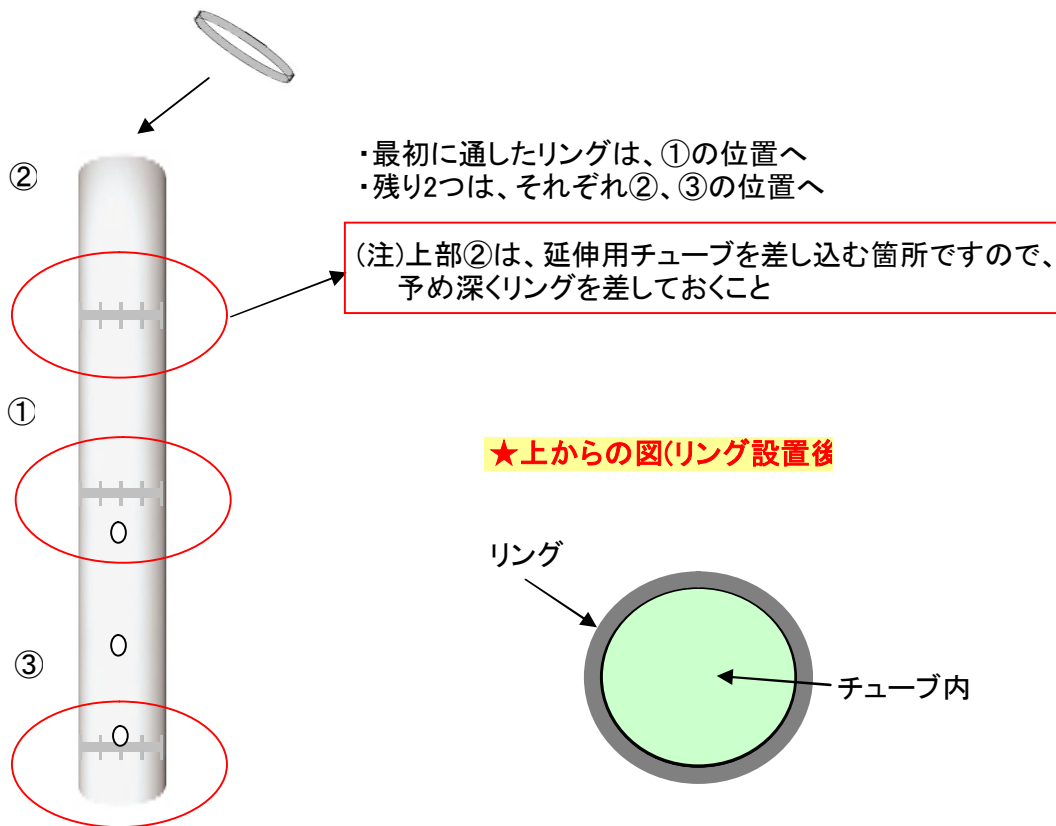 ②
・最初に通したリングは、①の位置へ
・残り2つは、それぞれ②、③の位置へ
(注)上部②は、延伸用チューブを差し込む箇所ですので、
予め深くリングを差しておくこと
①
★上からの図(リング設置後
リング
③
チューブ内